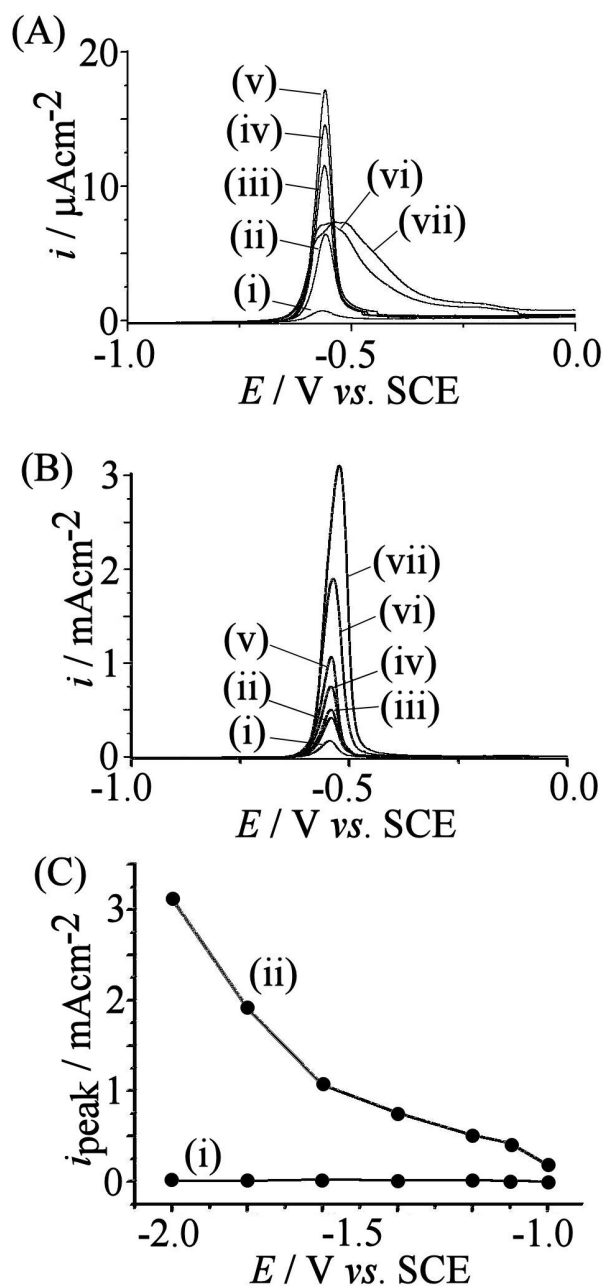 (A)
20
10
0
i / μAcm-2
(v)
(iv)
(iii)
(ii)
(i)
(vi)
(vii)
-1.0
-0.5
0.0
E / V vs. SCE
(B)
3
2
1
0
i / mAcm-2
(vii)
(vi)
(v)
(iv)
(ii)
(iii)
(i)
-1.0
-0.5
0.0
E / V vs. SCE
(C)
3
2
1
0
ipeak / mAcm-2
(ii)
(i)
-2.0
-1.5
-1.0
E / V vs. SCE